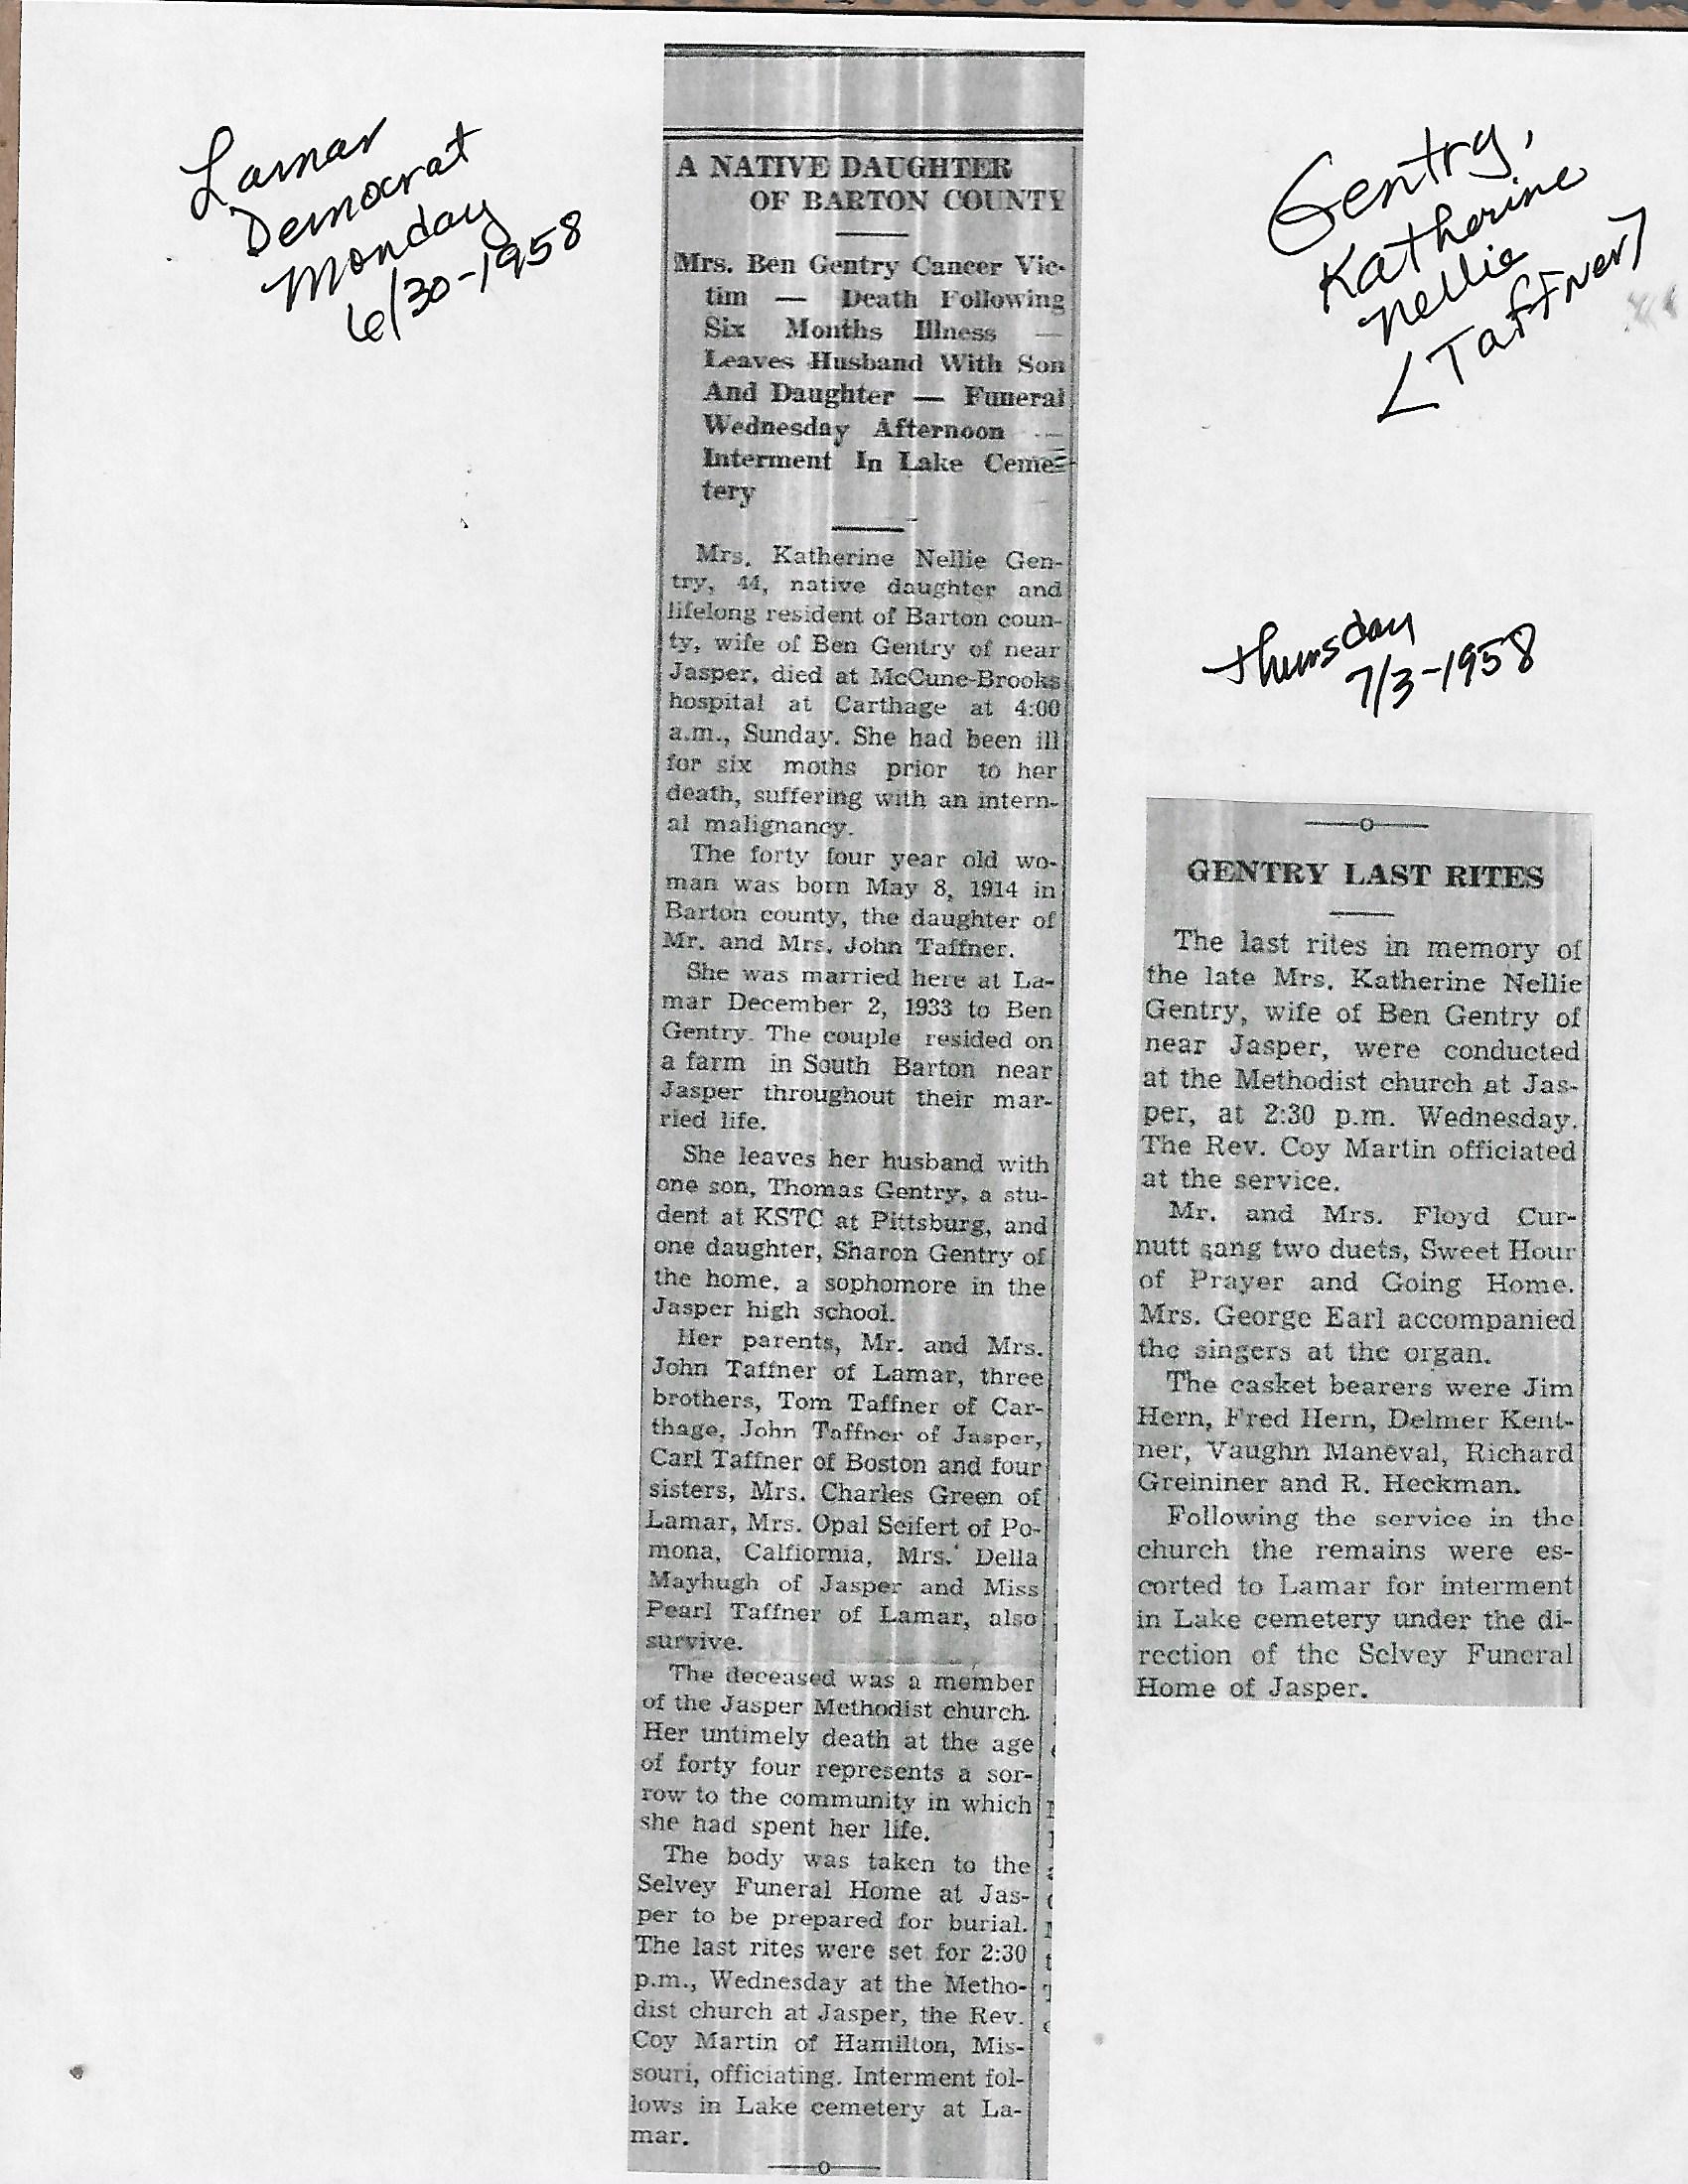 Lamar
Democrat
Monday
6/30-1958
Gentry,
Katherine
Nellie
<Taffner>
A NATIVE DAUGHTER
OF BARTON COUNTY
Mrs. Ben Gentry Cancer Vic-
tim — Death Following
Six Months Illness —
Leaves Husband With Son
And Daughter — Funeral
Wednesday Afternoon —
Interment In Lake Ceme-
tery
Mrs. Katherine Nellie Gen-
try, 44, native daughter and
lifelong resident of Barton coun-
ty, wife of Ben Gentry of near
Jasper, died at McCune-Brooks
hospital at Carthage at 4:00
a.m., Sunday. She had been ill
for six moths prior to her
death, suffering with an intern-
al malignancy.
The forty four year old wo-
man was born May 8, 1914 in
Barton county, the daughter of
Mr. and Mrs. John Taffner.
She was married here at La-
mar December 2, 1933 to Ben
Gentry. The couple resided on
a farm in South Barton near
Jasper throughout their mar-
ried life.
She leaves her husband with
one son, Thomas Gentry, a stu-
dent at KSTC at Pittsburg, and
one daughter, Sharon Gentry of
the home, a sophomore in the
Jasper high school.
Her parents, Mr. and Mrs.
John Taffner of Lamar, three
brothers, Tom Taffner of Car-
thage, John Taffner of Jasper,
Carl Taffner of Boston and four
sisters, Mrs. Charles Green of
Lamar, Mrs. Opal Seifert of Po-
mona, Calfiornia, Mrs. Della
Mayhugh of Jasper and Miss
Pearl Taffner of Lamar, also
survive.
The deceased was a member
of the Jasper Methodist church.
Her untimely death at the age
of forty four represents a sor-
row to the community in which
she had spent her life.
The body was taken to the
Selvey Funeral Home at Jas-
per to be prepared for burial.
The last rites were set for 2:30
p.m., Wednesday at the Metho-
dist church at Jasper, the Rev.
Coy Martin of Hamilton, Mis-
souri, officiating. Interment fol-
lows in Lake cemetery at La-
mar.
Thursday
7/3-1958
GENTRY LAST RITES
The last rites in memory of
the late Mrs. Katherine Nellie
Gentry, wife of Ben Gentry of
near Jasper, were conducted
at the Methodist church at Jas-
per, at 2:30 p.m. Wednesday.
The Rev. Coy Martin officiated
at the service.
Mr. and Mrs. Floyd Cur-
nutt sang two duets, Sweet Hour
of Prayer and Going Home.
Mrs. George Earl accompanied
the singers at the organ.
The casket bearers were Jim
Hern, Fred Hern, Delmer Kent-
ner, Vaughn Maneval, Richard
Greininer and R. Heckman.
Following the service in the
church the remains were es-
corted to Lamar for interment
in Lake cemetery under the di-
rection of the Selvey Funeral
Home of Jasper.